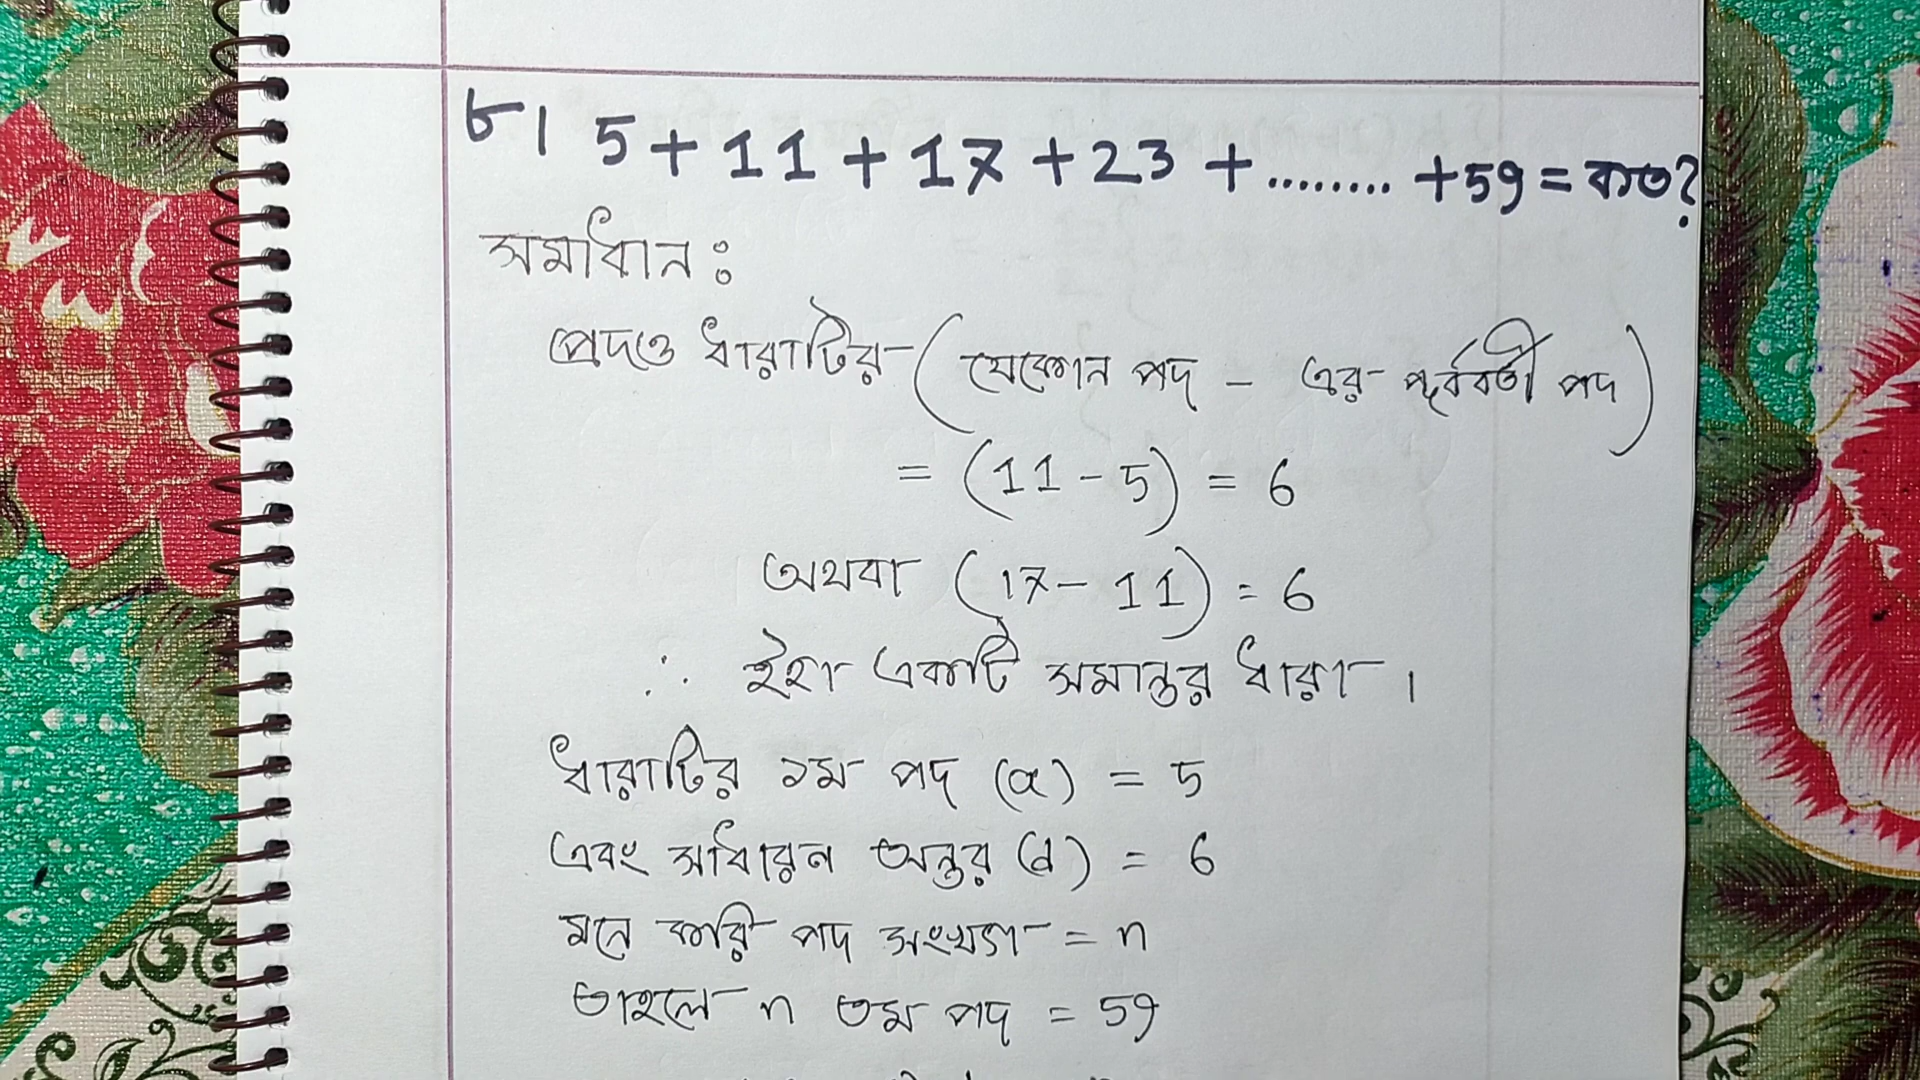 ৮। 5 + 11 + 17 + 23 + ........ + 59 = কত?
সমাধান :
প্রদত্ত ধারাটির (যেকোন পদ - এর পূর্ববর্তী পদ)
= (11 - 5) = 6
অথবা (17 - 11) = 6
∴ ইহা একটি সমান্তর ধারা।
ধারাটির ১ম পদ (a) = 5
এবং সাধারন অন্তর (d) = 6
মনে করি পদ সংখ্যা = n
তাহলে n তম পদ = 59